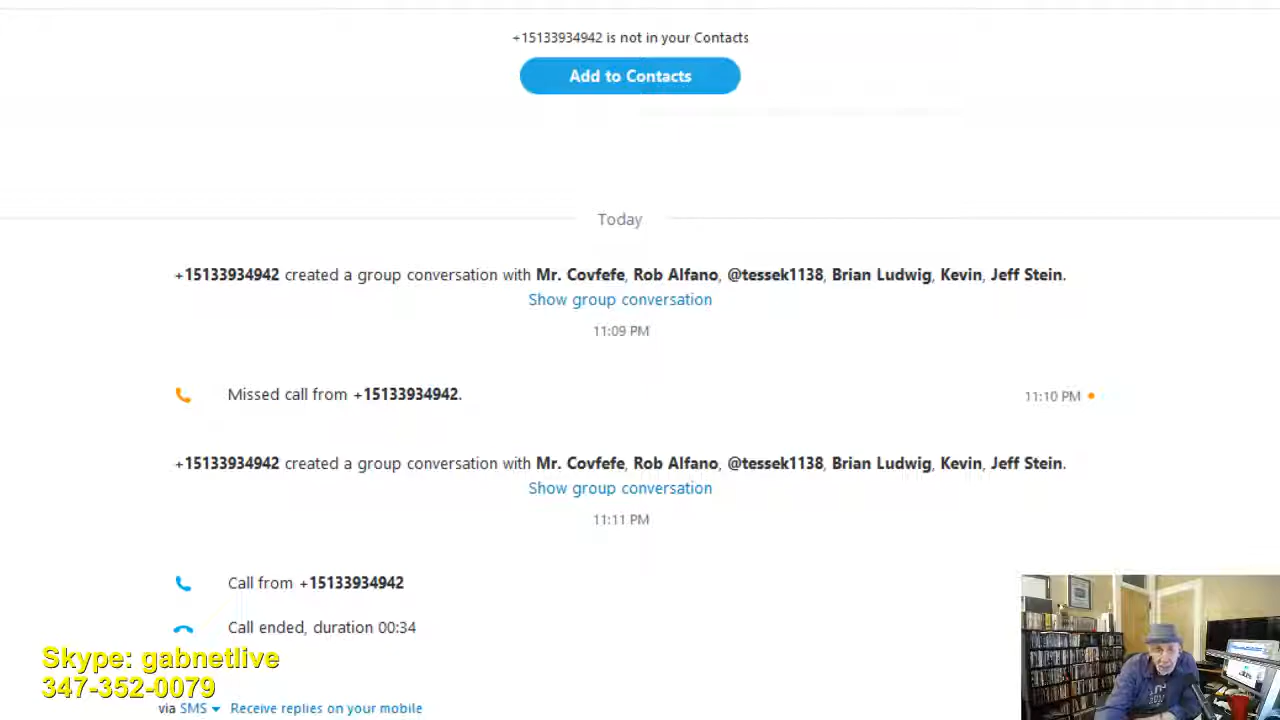 +15133934942 is not in your Contacts
Add to Contacts
Today
+15133934942 created a group conversation with Mr. Covfefe, Rob Alfano, @tessek1138, Brian Ludwig, Kevin, Jeff Stein.
Show group conversation
11:09 PM
Missed call from +15133934942.
11:10 PM
+15133934942 created a group conversation with Mr. Covfefe, Rob Alfano, @tessek1138, Brian Ludwig, Kevin, Jeff Stein.
Show group conversation
11:11 PM
Call from +15133934942
Call ended, duration 00:34
Skype: gabnetlive
347-352-0079
via SMS Receive replies on your mobile